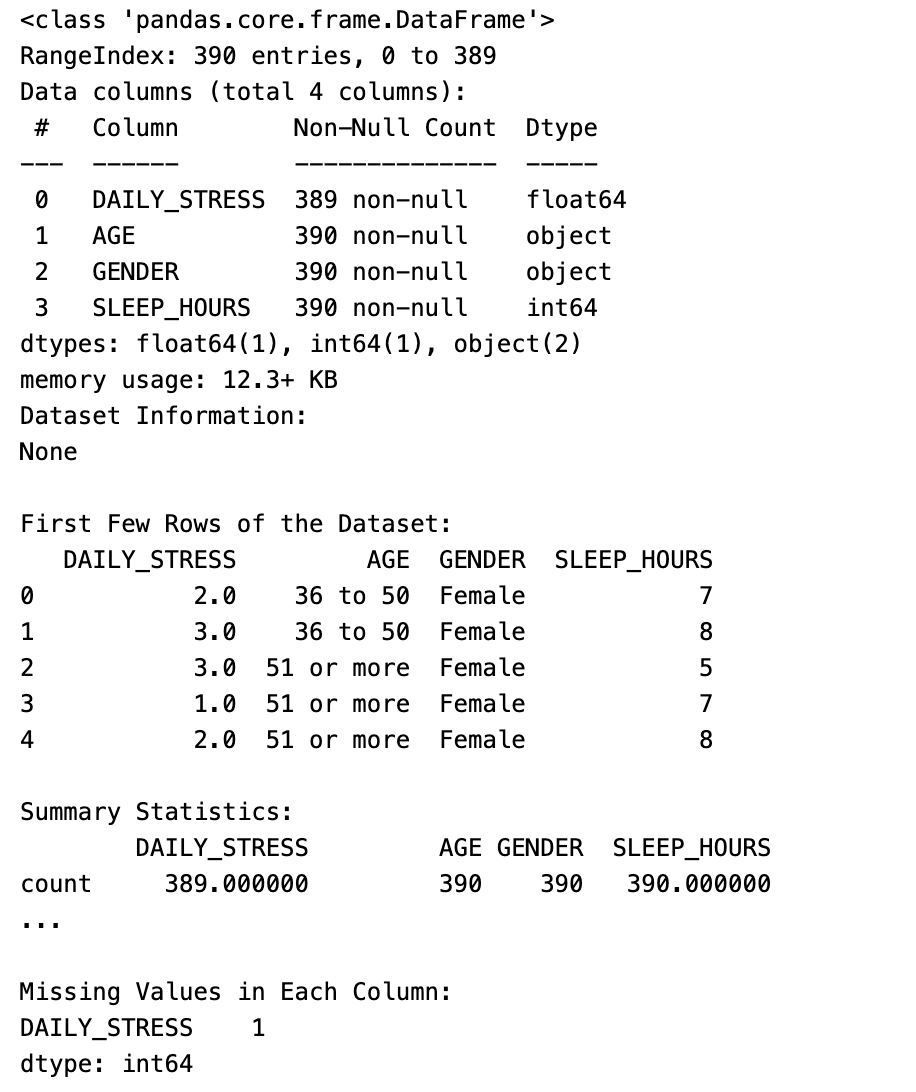 <class 'pandas.core.frame.DataFrame'>
RangeIndex: 390 entries, 0 to 389
Data columns (total 4 columns):
 #   Column        Non-Null Count  Dtype
---  ------        --------------  -----
 0   DAILY_STRESS  389 non-null    float64
 1   AGE           390 non-null    object
 2   GENDER        390 non-null    object
 3   SLEEP_HOURS   390 non-null    int64
dtypes: float64(1), int64(1), object(2)
memory usage: 12.3+ KB
Dataset Information:
None

First Few Rows of the Dataset:
   DAILY_STRESS         AGE  GENDER  SLEEP_HOURS
0           2.0    36 to 50  Female            7
1           3.0    36 to 50  Female            8
2           3.0  51 or more  Female            5
3           1.0  51 or more  Female            7
4           2.0  51 or more  Female            8

Summary Statistics:
        DAILY_STRESS         AGE GENDER  SLEEP_HOURS
count     389.000000         390    390   390.000000
...

Missing Values in Each Column:
DAILY_STRESS    1
dtype: int64